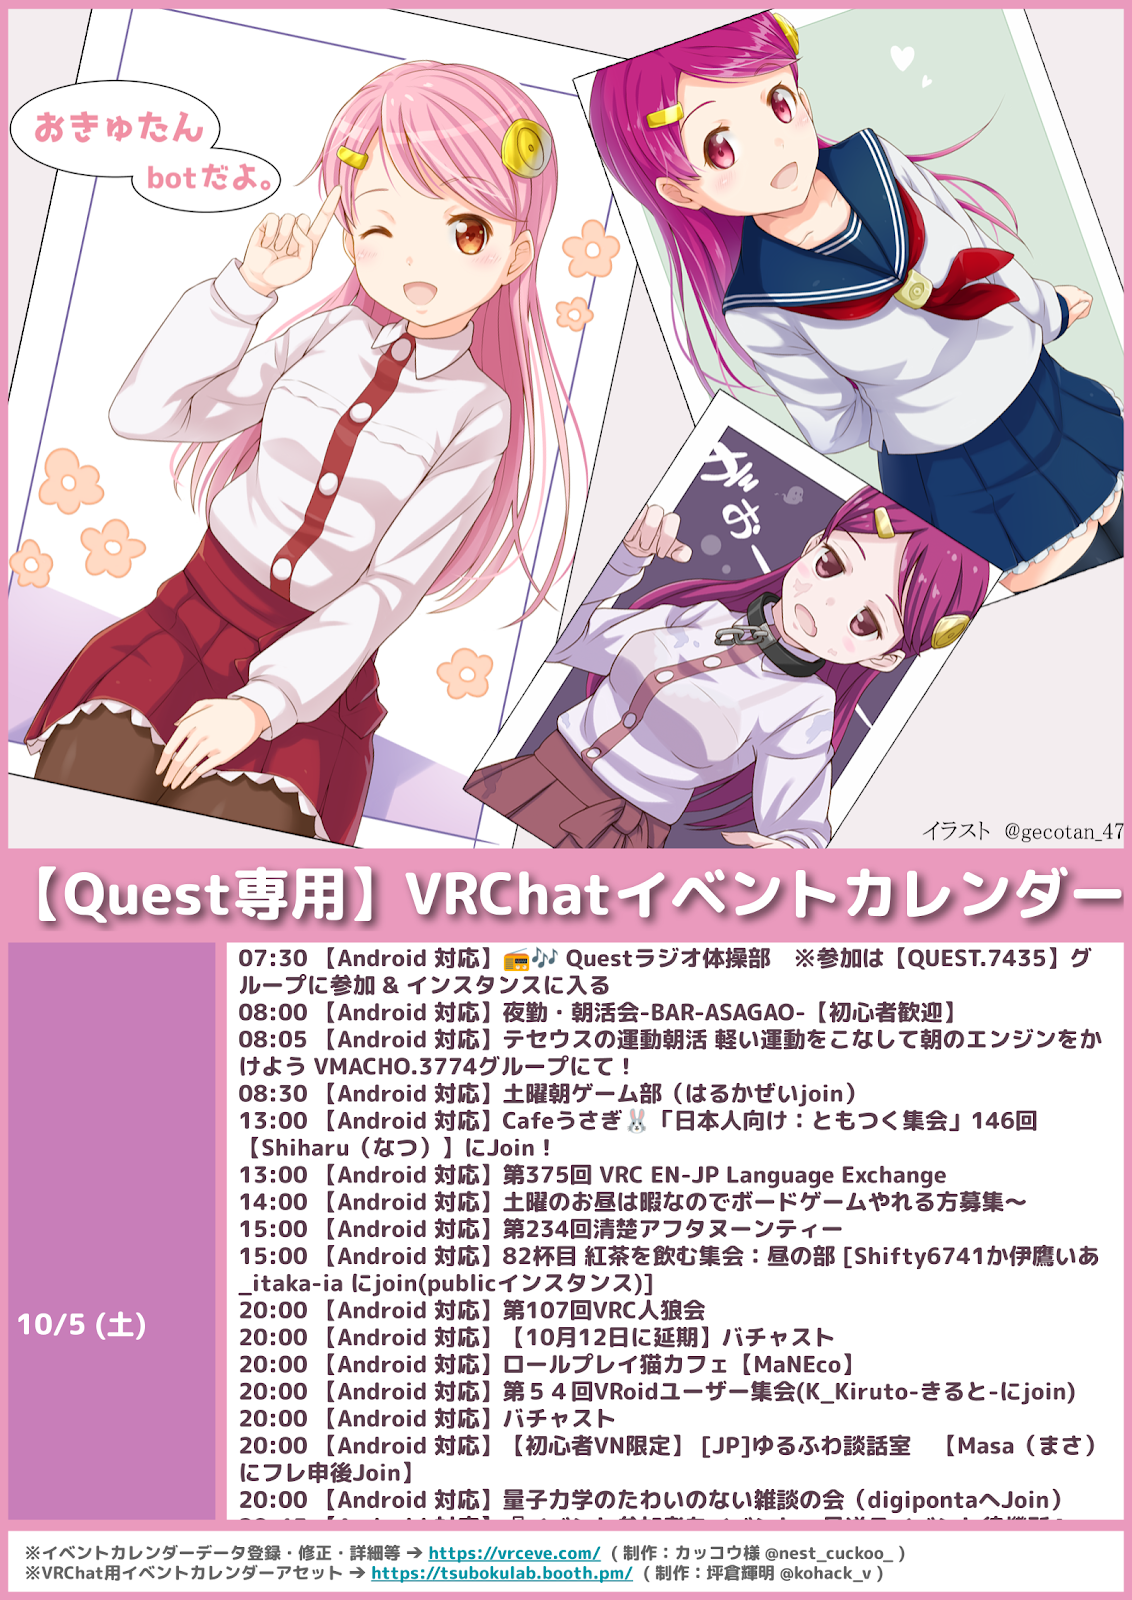 おきゅたん
botだよ。
がおー
イラスト @gecotan_47
【Quest専用】VRChatイベントカレンダー
10/5 (土)
07:30 【Android 対応】📻🎶 Questラジオ体操部　※参加は【QUEST.7435】グ
ループに参加 & インスタンスに入る
08:00 【Android 対応】夜勤・朝活会-BAR-ASAGAO-【初心者歓迎】
08:05 【Android 対応】テセウスの運動朝活 軽い運動をこなして朝のエンジンをか
けよう VMACHO.3774グループにて！
08:30 【Android 対応】土曜朝ゲーム部（はるかぜいjoin）
13:00 【Android 対応】Cafeうさぎ🐰「日本人向け：ともつく集会」146回
【Shiharu（なつ）】にJoin！
13:00 【Android 対応】第375回 VRC EN-JP Language Exchange
14:00 【Android 対応】土曜のお昼は暇なのでボードゲームやれる方募集～
15:00 【Android 対応】第234回清楚アフタヌーンティー
15:00 【Android 対応】82杯目 紅茶を飲む集会：昼の部 [Shifty6741か伊鷹いあ
_itaka-ia にjoin(publicインスタンス)]
20:00 【Android 対応】第107回VRC人狼会
20:00 【Android 対応】【10月12日に延期】バチャスト
20:00 【Android 対応】ロールプレイ猫カフェ【MaNEco】
20:00 【Android 対応】第５４回VRoidユーザー集会(K_Kiruto-きると-にjoin)
20:00 【Android 対応】バチャスト
20:00 【Android 対応】【初心者VN限定】 [JP]ゆるふわ談話室　【Masa（まさ）
にフレ申後Join】
20:00 【Android 対応】量子力学のたわいのない雑談の会（digipontaへJoin）
※イベントカレンダーデータ登録・修正・詳細等 → https://vrceve.com/ ( 制作：カッコウ様 @nest_cuckoo_ )
※VRChat用イベントカレンダーアセット → https://tsubokulab.booth.pm/ ( 制作：坪倉輝明 @kohack_v )